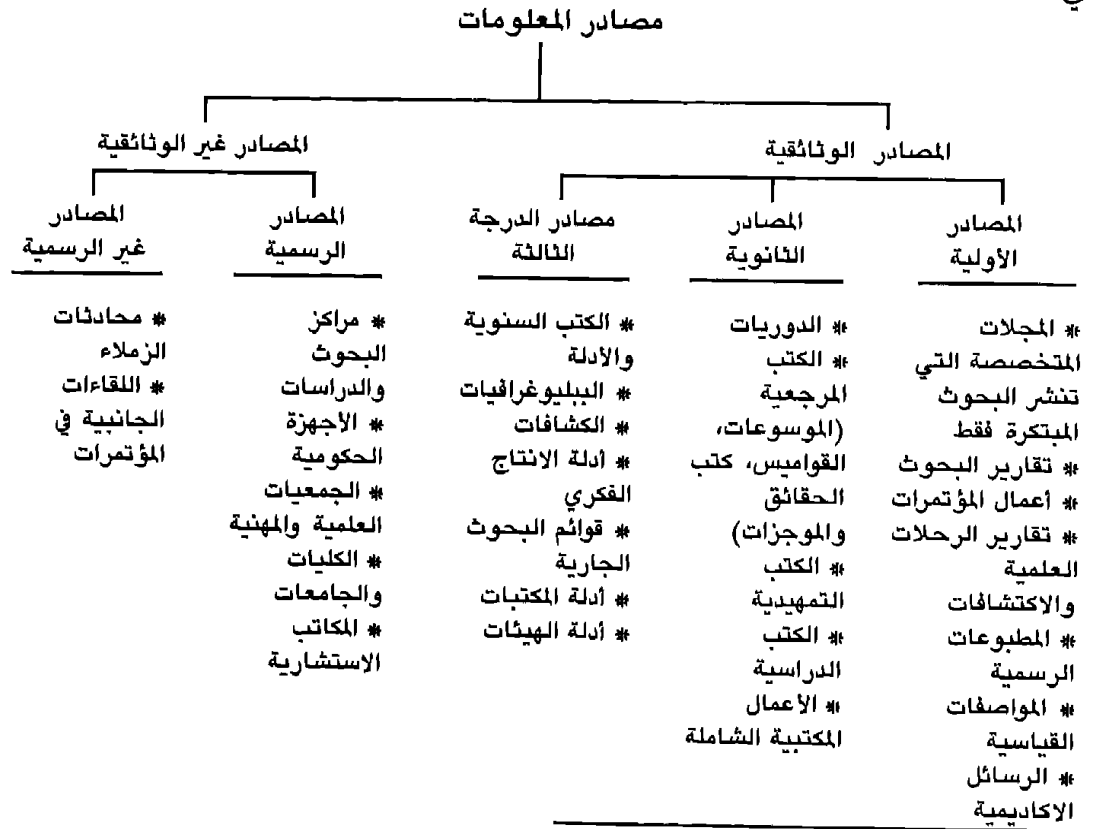 مصادر المعلومات
المصادر الوثائقية
المصادر غير الوثائقية
المصادر
الأولية
* المجلات
المتخصصة التي
تنشر البحوث
المبتكرة فقط
* تقارير البحوث
* أعمال المؤتمرات
* تقارير الرحلات
العلمية
والاكتشافات
* المطبوعات
الرسمية
* المواصفات
القياسية
* الرسائل
الاكاديمية
المصادر
الثانوية
* الدوريات
* الكتب
المرجعية
(الموسوعات،
القواميس، كتب
الحقائق
والموجزات)
* الكتب
التمهيدية
* الكتب
الدراسية
* الأعمال
المكتبية الشاملة
مصادر الدرجة
الثالثة
* الكتب السنوية
والأدلة
* الببليوغرافيات
* الكشافات
* أدلة الانتاج
الفكري
* قوائم البحوث
الجارية
* أدلة المكتبات
* أدلة الهيئات
المصادر
الرسمية
* مراكز
البحوث
والدراسات
* الأجهزة
الحكومية
* الجمعيات
العلمية والمهنية
* الكليات
والجامعات
* المكاتب
الاستشارية
المصادر
غير الرسمية
* محادثات
الزملاء
* اللقاءات
الجانبية في
المؤتمرات